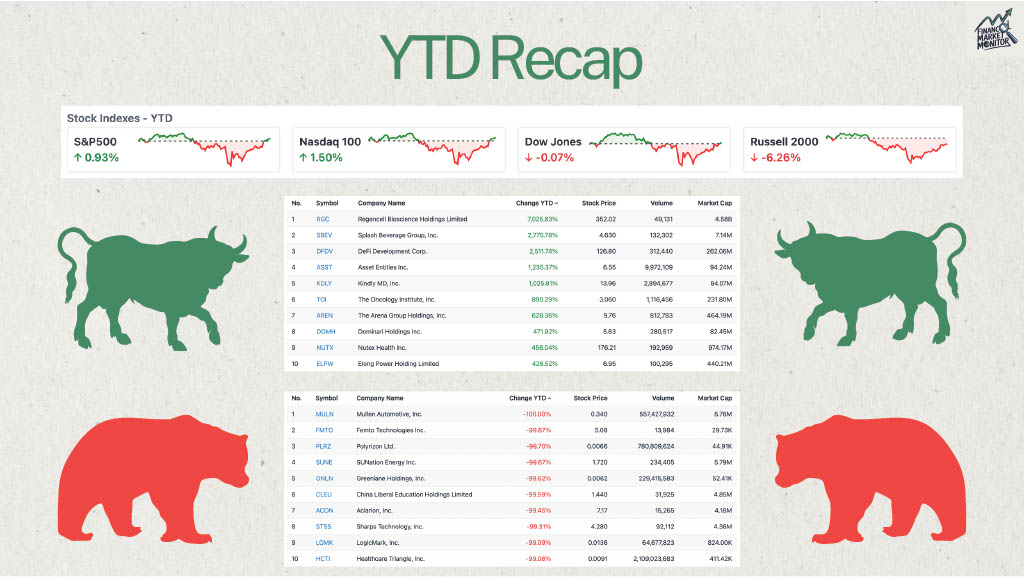 FINANCIAL
MARKET
MONITOR
YTD Recap
Stock Indexes - YTD
S&P500
↑ 0.93%
Nasdaq 100
↑ 1.50%
Dow Jones
↓ -0.07%
Russell 2000
↓ -6.26%
No. Symbol Company Name Change YTD Stock Price Volume Market Cap
1 RGC Regencell Bioscience Holdings Limited 7,025.83% 352.02 49,131 4.58B
2 SBEV Splash Beverage Group, Inc. 2,775.78% 4.630 132,302 7.14M
3 DFDV DeFi Development Corp. 2,511.74% 126.80 312,440 262.06M
4 ASST Asset Entities Inc. 1,235.37% 6.55 9,972,109 94.24M
5 KDLY Kindly MD, Inc. 1,025.81% 13.96 2,894,677 84.07M
6 TOI The Oncology Institute, Inc. 890.29% 3.060 1,116,456 231.80M
7 AREN The Arena Group Holdings, Inc. 628.36% 9.76 812,783 464.19M
8 DOMH Dominari Holdings Inc. 471.92% 5.63 280,517 82.45M
9 NUTX Nutex Health Inc. 456.04% 176.21 192,959 974.17M
10 ELPW Elong Power Holding Limited 426.52% 6.95 100,295 440.21M
No. Symbol Company Name Change YTD Stock Price Volume Market Cap
1 MULN Mullen Automotive, Inc. -100.00% 0.340 557,427,932 5.78M
2 FMTO Femto Technologies Inc. -99.87% 5.08 13,984 29.73K
3 PLRZ Polyrizon Ltd. -99.70% 0.0066 780,809,624 44.91K
4 SUNE SUNation Energy Inc. -99.67% 1.720 234,405 5.79M
5 GNLN Greenlane Holdings, Inc. -99.62% 0.0062 229,415,583 52.41K
6 CLEU China Liberal Education Holdings Limited -99.59% 1.440 31,925 4.85M
7 ACON Aclarion, Inc. -99.45% 7.17 15,265 4.18M
8 STSS Sharps Technology, Inc. -99.31% 4.280 92,112 4.36M
9 LGMK LogicMark, Inc. -99.09% 0.0136 64,677,823 824.00K
10 HCTI Healthcare Triangle, Inc. -99.08% 0.0091 2,109,023,683 411.42K